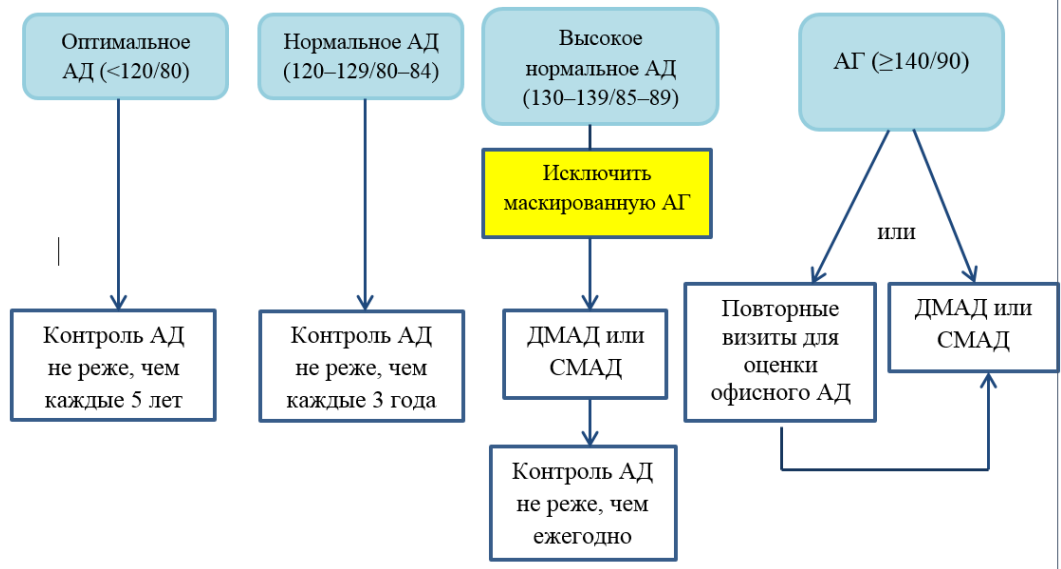 Оптимальное
АД (<120/80)
Нормальное АД
(120–129/80–84)
Высокое
нормальное АД
(130–139/85–89)
АГ (≥140/90)
Исключить
маскированную АГ
или
Контроль АД
не реже, чем
каждые 5 лет
Контроль АД
не реже, чем
каждые 3 года
ДМАД или
СМАД
Повторные
визиты для
оценки
офисного АД
ДМАД или
СМАД
Контроль АД
не реже, чем
ежегодно